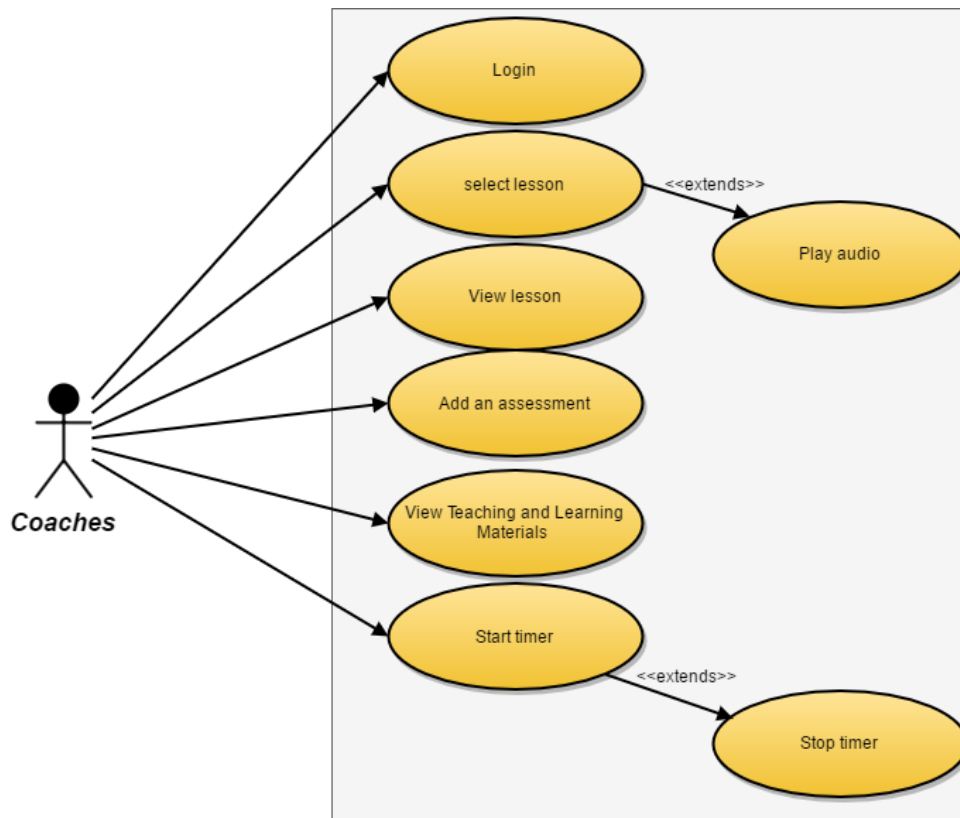 Login
select lesson
<<extends>>
Play audio
View lesson
Add an assessment
Coaches
View Teaching and Learning
Materials
Start timer
<<extends>>
Stop timer